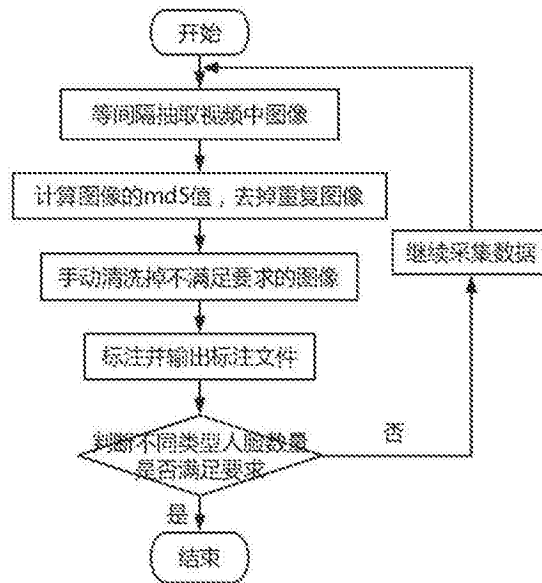 开始
等间隔抽取视频中图像
计算图像的md5值，去掉重复图像
手动清洗掉不满足要求的图像
继续采集数据
标注并输出标注文件
判断不同类型人脸数量
是否满足要求
否
是
结束